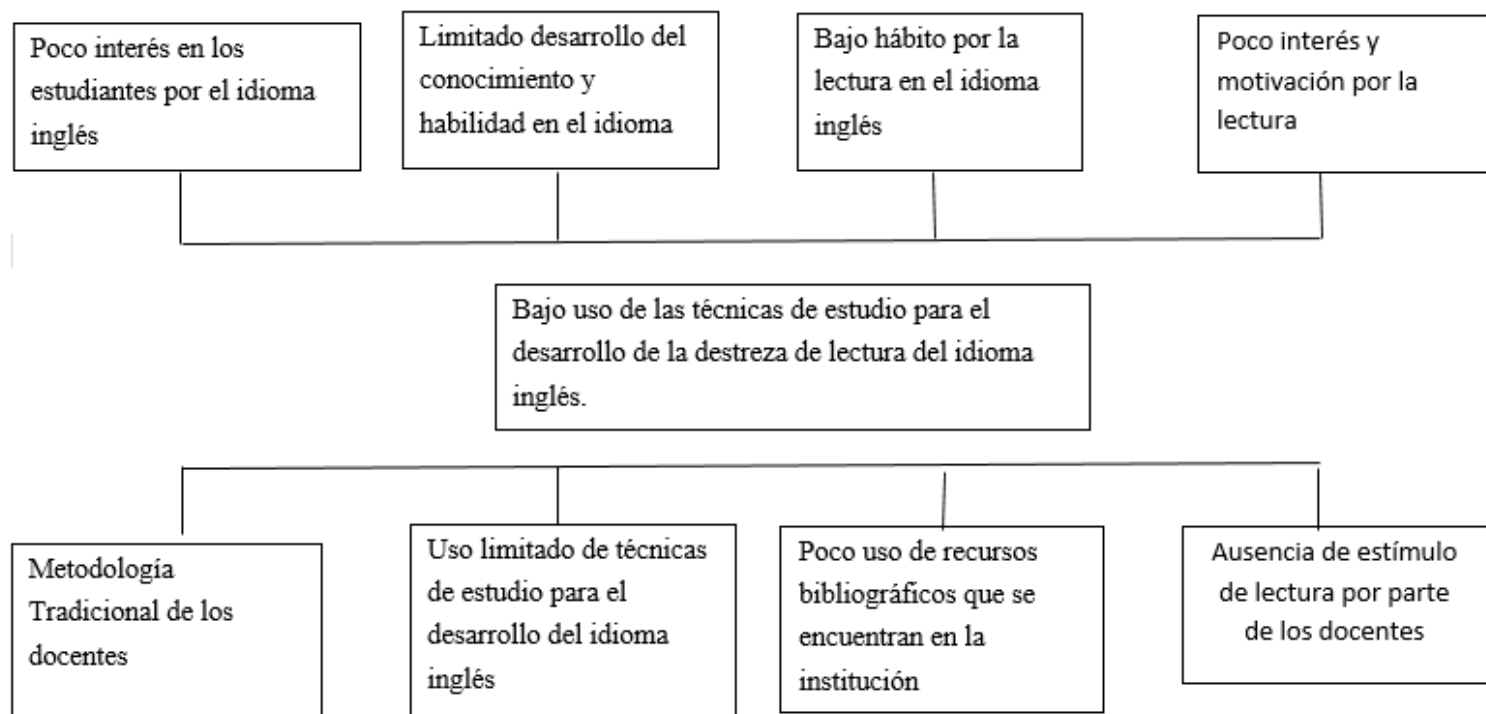 Poco interés en los
estudiantes por el idioma
inglés
Limitado desarrollo del
conocimiento y
habilidad en el idioma
Bajo hábito por la
lectura en el idioma
inglés
Poco interés y
motivación por la
lectura
Bajo uso de las técnicas de estudio para el
desarrollo de la destreza de lectura del idioma
inglés.
Metodología
Tradicional de los
docentes
Uso limitado de técnicas
de estudio para el
desarrollo del idioma
inglés
Poco uso de recursos
bibliográficos que se
encuentran en la
institución
Ausencia de estímulo
de lectura por parte
de los docentes